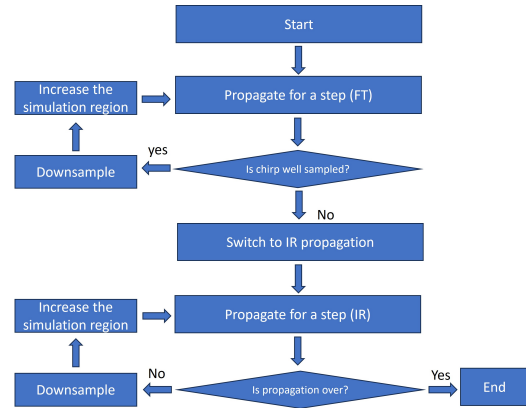 Start
Increase the
simulation region
Propagate for a step (FT)
yes
Downsample
Is chirp well sampled?
No
Switch to IR propagation
Increase the
simulation region
Propagate for a step (IR)
No
Yes
Downsample
Is propagation over?
End